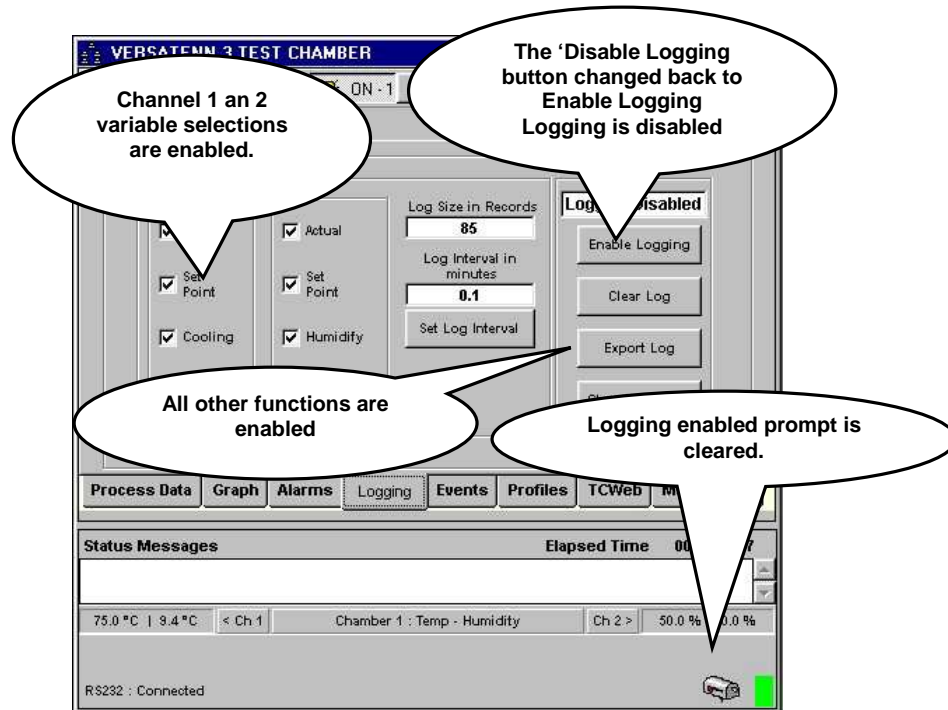 VERSATENN 3 TEST CHAMBER
ON - 1
The ‘Disable Logging
button changed back to
Enable Logging
Logging is disabled
Channel 1 an 2
variable selections
are enabled.
Actual
Set
Point
Set
Point
Cooling
Humidify
Log Size in Records
85
Log Interval in
minutes
0.1
Set Log Interval
Enable Logging
Clear Log
Export Log
All other functions are
enabled
Logging enabled prompt is
cleared.
Process Data Graph Alarms Logging Events Profiles TCWeb
Status Messages Elapsed Time
75.0 °C | 9.4 °C < Ch 1 Chamber 1 : Temp - Humidity Ch 2 > 50.0 %
RS232 : Connected